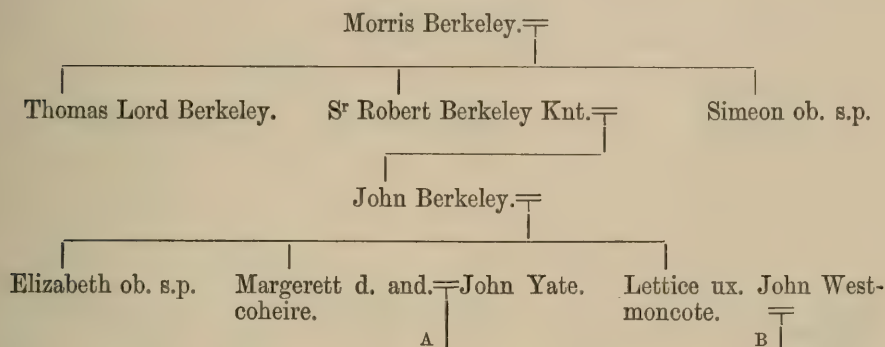 Morris Berkeley.
Thomas Lord Berkeley. Sr Robert Berkeley Knt. Simeon ob. s.p.
John Berkeley.
Elizabeth ob. s.p. Margerett d. and. John Yate. Lettice ux. John West-
coheire. moncote.
A B